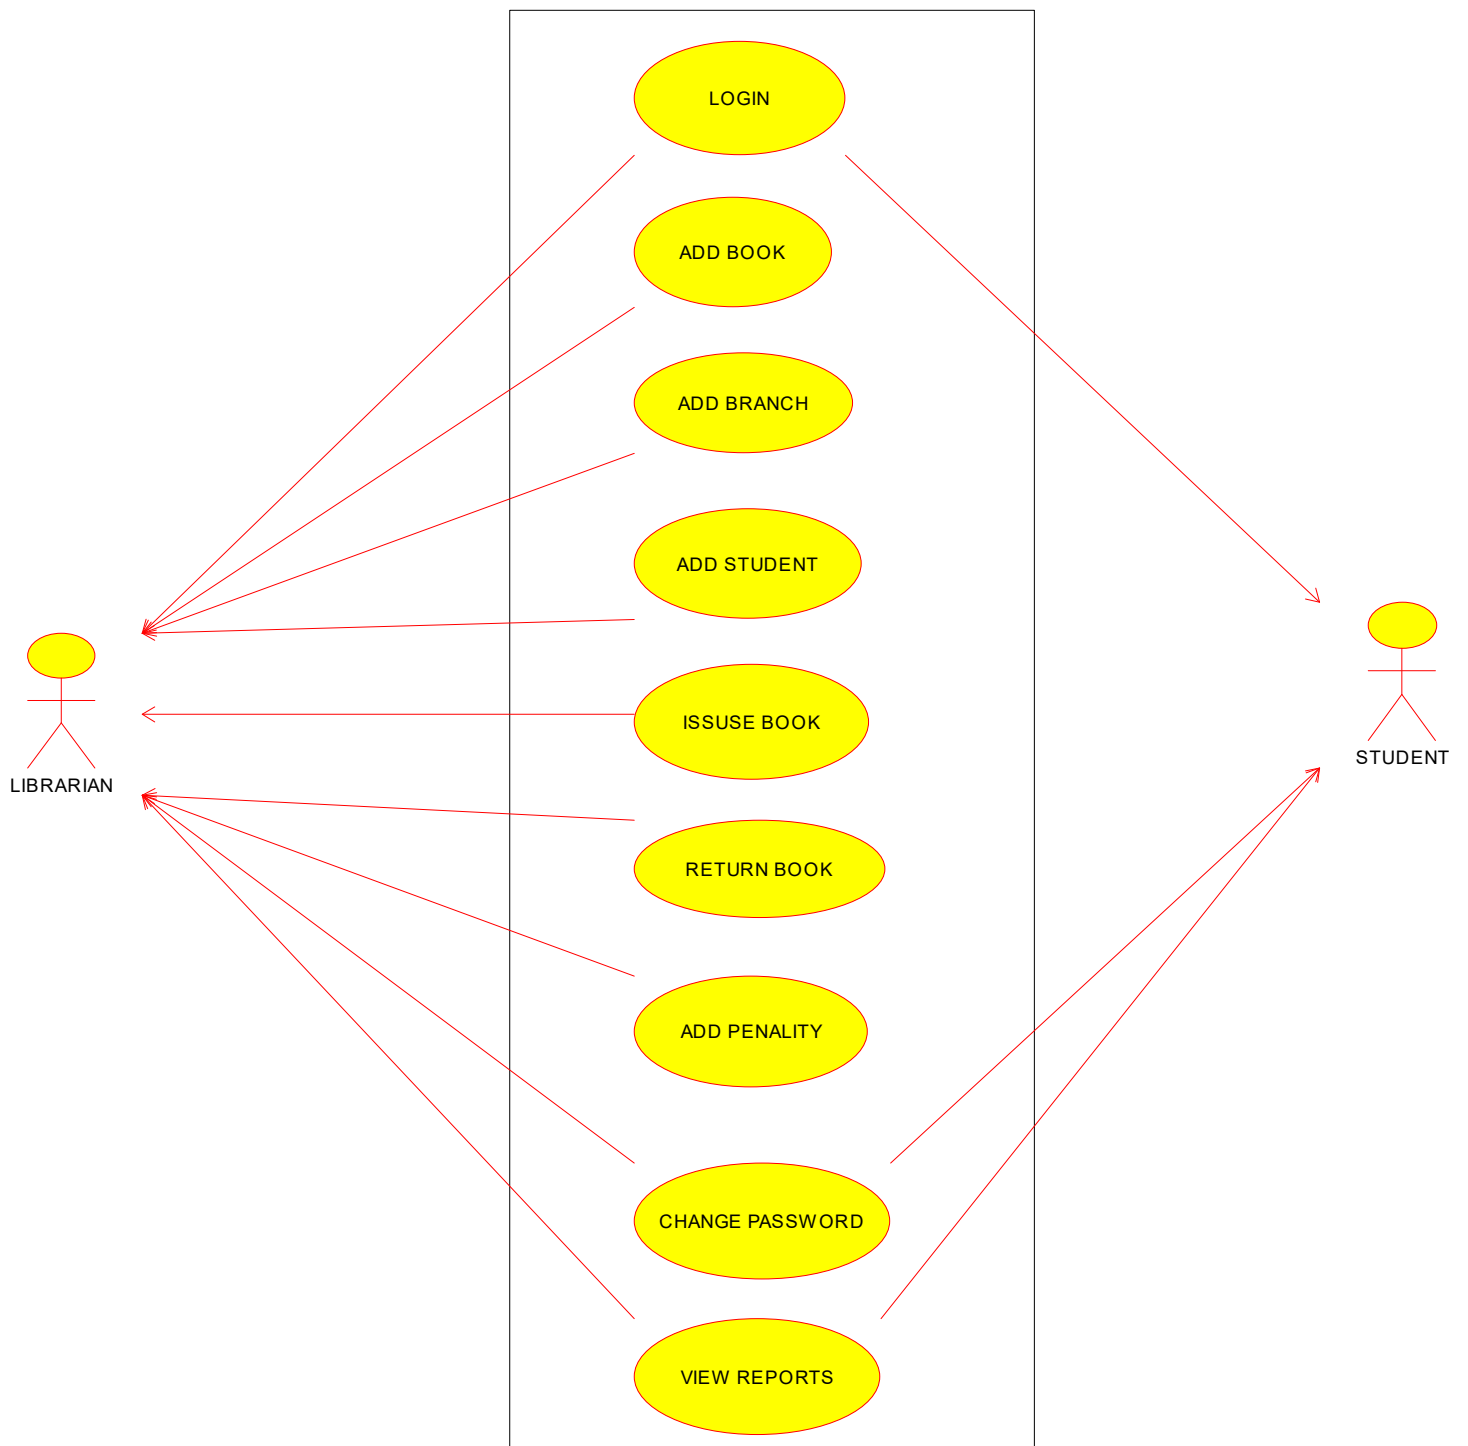 LOGIN
ADD BOOK
ADD BRANCH
ADD STUDENT
ISSUSE BOOK
LIBRARIAN
STUDENT
RETURN BOOK
ADD PENALITY
CHANGE PASSWORD
VIEW REPORTS